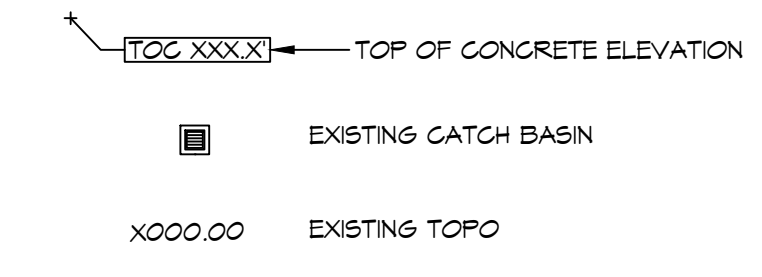 TOC XXX.X' TOP OF CONCRETE ELEVATION
EXISTING CATCH BASIN
X000.00 EXISTING TOPO